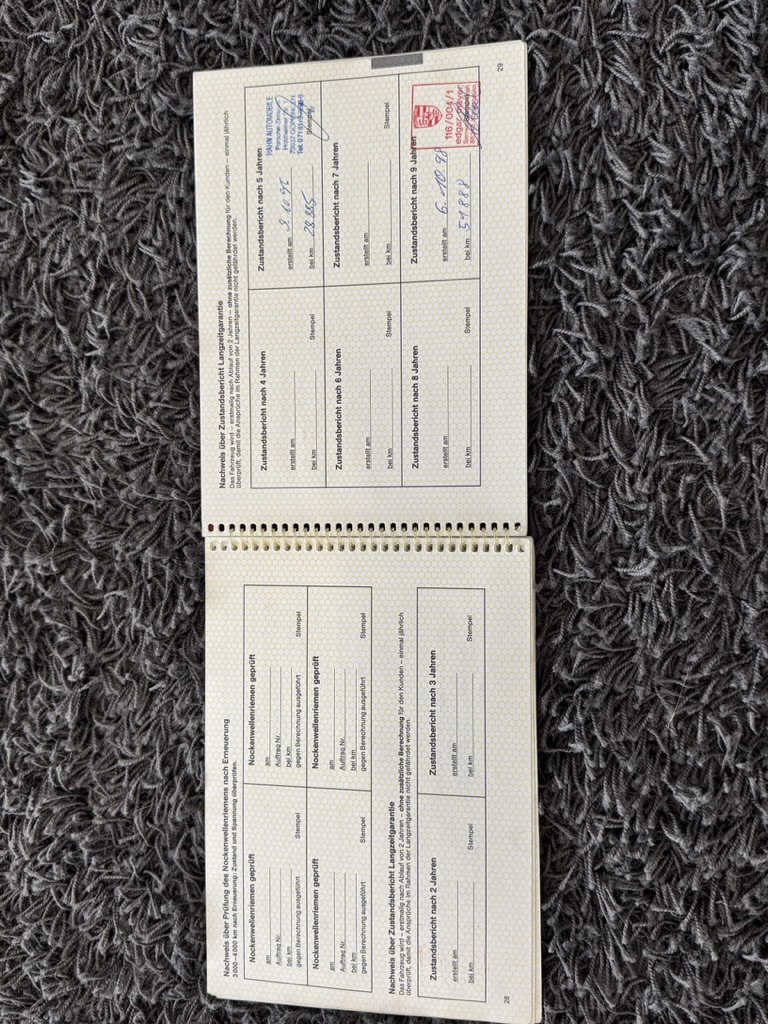 Nachweis über Prüfung des Nockenwellenriemens nach Erneuerung
3000–4000 km nach Erneuerung: Zustand und Spannung überprüfen.
Nockenwellenriemen geprüft
am
Auftrag Nr.
bei km
gegen Berechnung ausgeführt
Stempel
Nockenwellenriemen geprüft
am
Auftrag Nr.
bei km
gegen Berechnung ausgeführt
Stempel
Nockenwellenriemen geprüft
am
Auftrag Nr.
bei km
gegen Berechnung ausgeführt
Stempel
Nockenwellenriemen geprüft
am
Auftrag Nr.
bei km
gegen Berechnung ausgeführt
Stempel
Nachweis über Zustandsbericht Langzeitgarantie
Das Fahrzeug wird – erstmalig nach Ablauf von 2 Jahren – ohne zusätzliche Berechnung für den Kunden – einmal jährlich
überprüft, damit die Ansprüche im Rahmen der Langzeitgarantie nicht gefährdet werden.
Zustandsbericht nach 2 Jahren
erstellt am
bei km
Stempel
Zustandsbericht nach 3 Jahren
erstellt am
bei km
Stempel
28
Nachweis über Zustandsbericht Langzeitgarantie
Das Fahrzeug wird – erstmalig nach Ablauf von 2 Jahren – ohne zusätzliche Berechnung für den Kunden – einmal jährlich
überprüft, damit die Ansprüche im Rahmen der Langzeitgarantie nicht gefährdet werden.
Zustandsbericht nach 4 Jahren
erstellt am
bei km
Stempel
Zustandsbericht nach 5 Jahren
erstellt am
bei km
HAHN AUTOMOBILE
Stempel
Zustandsbericht nach 6 Jahren
erstellt am
bei km
Stempel
Zustandsbericht nach 7 Jahren
erstellt am
bei km
Stempel
Zustandsbericht nach 8 Jahren
erstellt am
bei km
Stempel
Zustandsbericht nach 9 Jahren
erstellt am 6.10.98
bei km 51888
116/004/1
Stempel
29